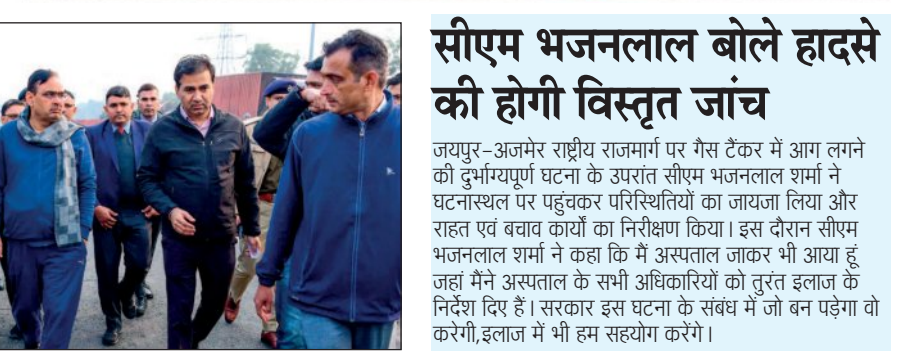 सीएम भजनलाल बोले हादसे
की होगी विस्तृत जांच
जयपुर-अजमेर राष्ट्रीय राजमार्ग पर गैस टैंकर में आग लगने
की दुर्भाग्यपूर्ण घटना के उपरांत सीएम भजनलाल शर्मा ने
घटनास्थल पर पहुंचकर परिस्थितियों का जायजा लिया और
राहत एवं बचाव कार्यों का निरीक्षण किया। इस दौरान सीएम
भजनलाल शर्मा ने कहा कि मैं अस्पताल जाकर भी आया हूं
जहां मैंने अस्पताल के सभी अधिकारियों को तुरंत इलाज के
निर्देश दिए हैं। सरकार इस घटना के संबंध में जो बन पड़ेगा वो
करेगी,इलाज में भी हम सहयोग करेंगे।